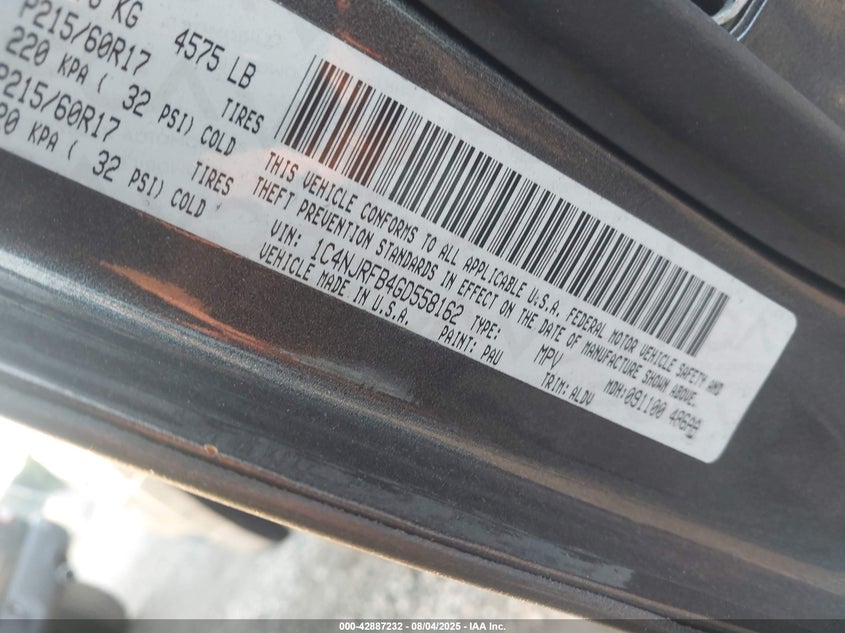 KG 4575 LB
P215/60R17 TIRES
220 KPA ( 32 PSI) COLD
P215/60R17 TIRES
20 KPA ( 32 PSI) COLD
THIS VEHICLE CONFORMS TO ALL APPLICABLE U.S.A. FEDERAL MOTOR VEHICLE SAFETY AND
THEFT PREVENTION STANDARDS IN EFFECT ON THE DATE OF MANUFACTURE SHOWN ABOVE.
VIN: 1C4NJRFB4GD558162 TYPE: MPV MDH:091100 486AA
VEHICLE MADE IN U.S.A. PAINT: PAU TRIM: ALDV
000-42887232 - 08/04/2025 - IAA Inc.